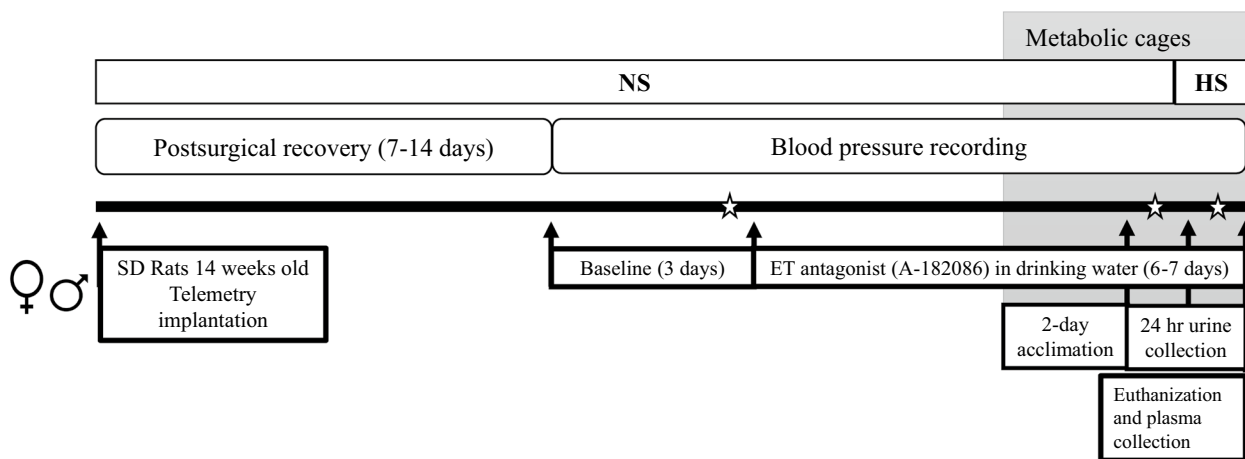 Metabolic cages
NS
HS
Postsurgical recovery (7-14 days)
Blood pressure recording
SD Rats 14 weeks old
Telemetry
implantation
Baseline (3 days)
ET antagonist (A-182086) in drinking water (6-7 days)
2-day
acclimation
24 hr urine
collection
Euthanization
and plasma
collection